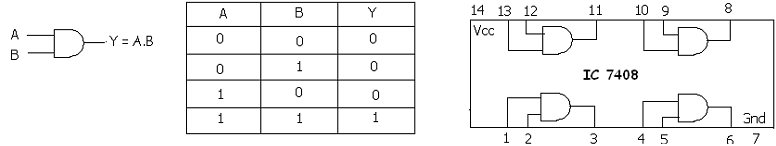 A
B
Y = A.B
A B Y
0 0 0
0 1 0
1 0 0
1 1 1
14 13 12 11 10 9 8
Vcc
IC 7408
Gnd
1 2 3 4 5 6 7